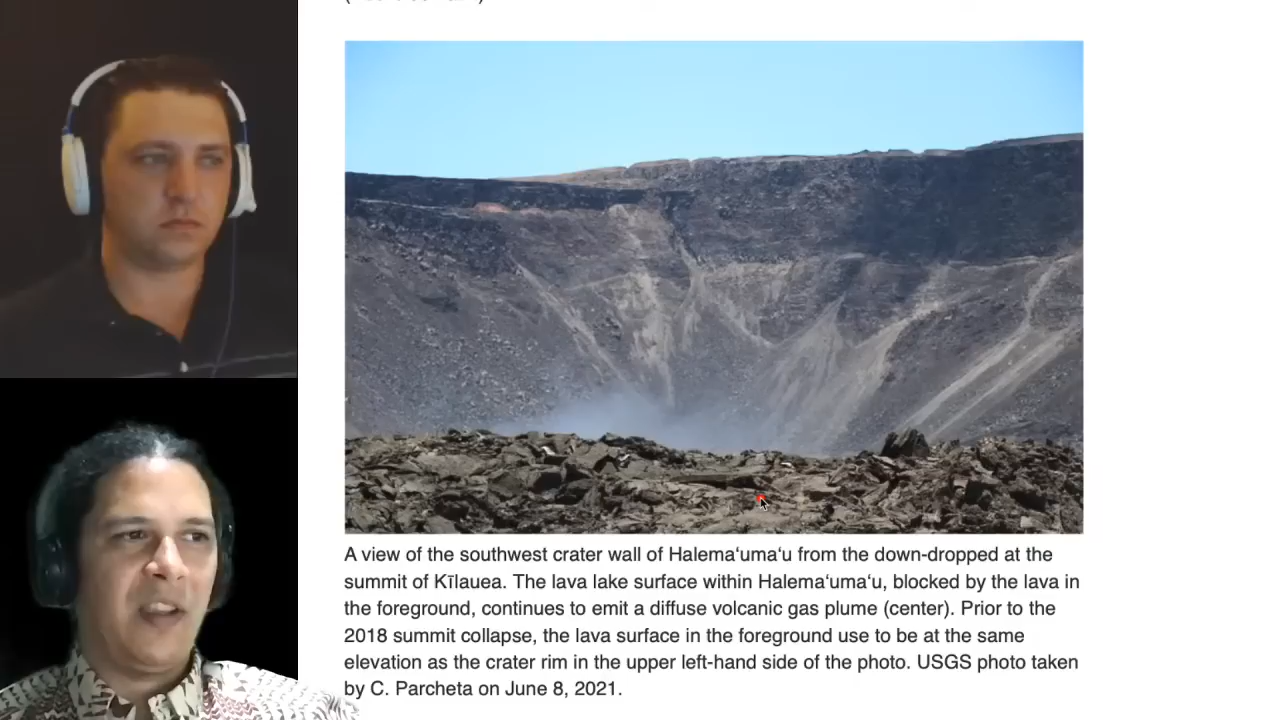 A view of the southwest crater wall of Halemaʻumaʻu from the down-dropped at the
summit of Kīlauea. The lava lake surface within Halemaʻumaʻu, blocked by the lava in
the foreground, continues to emit a diffuse volcanic gas plume (center). Prior to the
2018 summit collapse, the lava surface in the foreground use to be at the same
elevation as the crater rim in the upper left-hand side of the photo. USGS photo taken
by C. Parcheta on June 8, 2021.